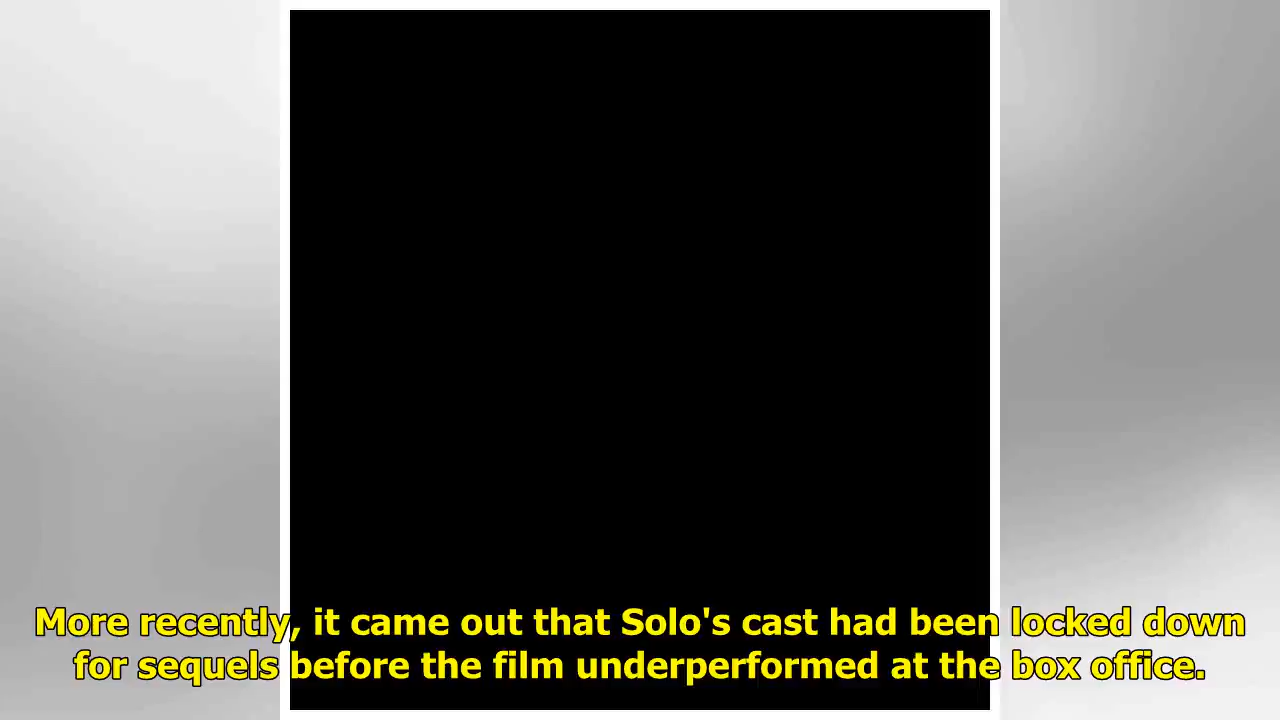 More recently, it came out that Solo's cast had been locked down
for sequels before the film underperformed at the box office.